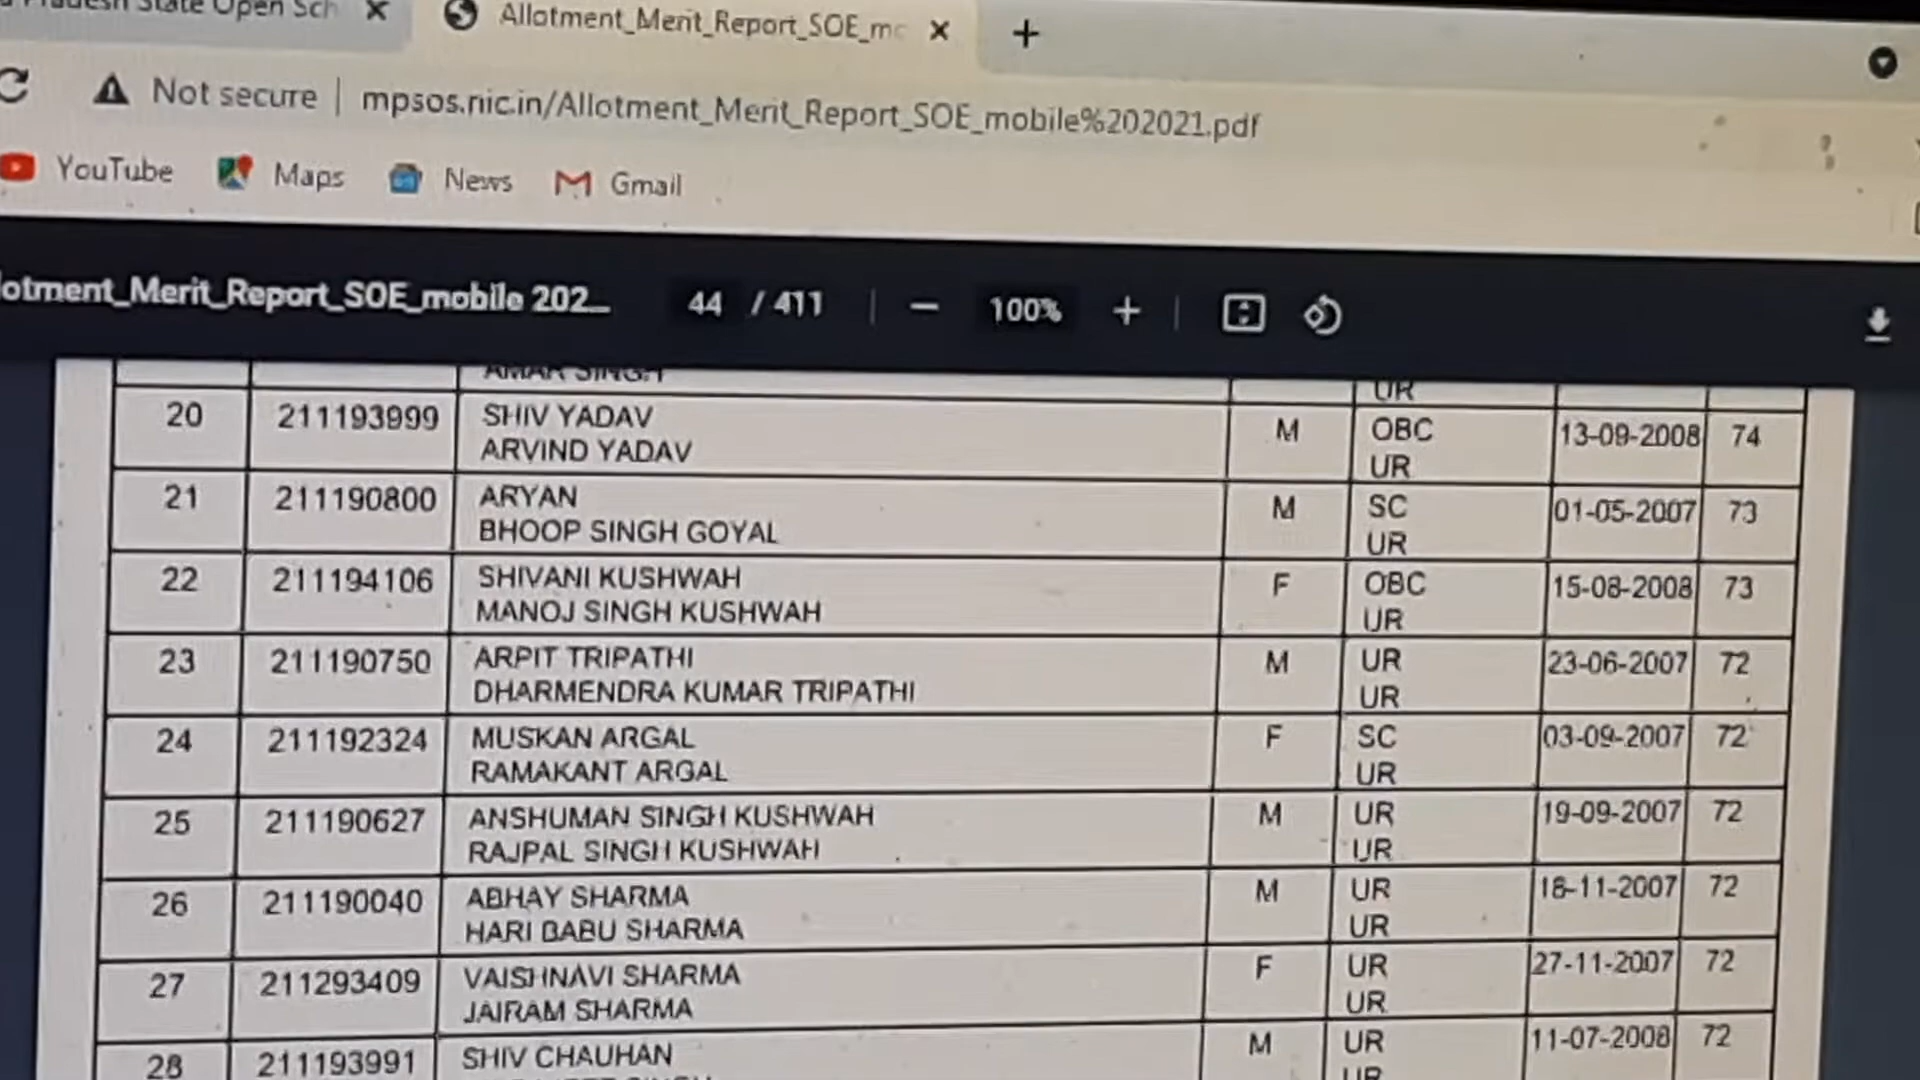 State Open Sch
Allotment_Merit_Report_SOE_mo
Not secure | mpsos.nic.in/Allotment_Merit_Report_SOE_mobile%202021.pdf
YouTube Maps News Gmail
lotment_Merit_Report_SOE_mobile 202... 44 / 411 100%
AMAR SINGH UR
20 211193999 SHIV YADAV M OBC 13-09-2008 74
ARVIND YADAV UR
21 211190800 ARYAN M SC 01-05-2007 73
BHOOP SINGH GOYAL UR
22 211194106 SHIVANI KUSHWAH F OBC 15-08-2008 73
MANOJ SINGH KUSHWAH UR
23 211190750 ARPIT TRIPATHI M UR 23-06-2007 72
DHARMENDRA KUMAR TRIPATHI UR
24 211192324 MUSKAN ARGAL F SC 03-09-2007 72
RAMAKANT ARGAL UR
25 211190627 ANSHUMAN SINGH KUSHWAH M UR 19-09-2007 72
RAJPAL SINGH KUSHWAH UR
26 211190040 ABHAY SHARMA M UR 18-11-2007 72
HARI BABU SHARMA UR
27 211293409 VAISHNAVI SHARMA F UR 27-11-2007 72
JAIRAM SHARMA UR
28 211193991 SHIV CHAUHAN M UR 11-07-2008 72
UR